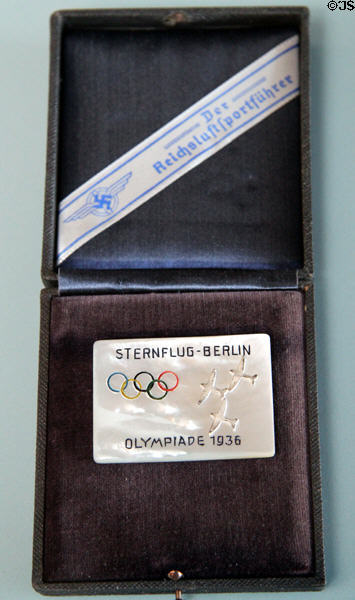 ©JS
Der
Reichsluftsportführer
STERNFLUG-BERLIN
OLYMPIADE 1936